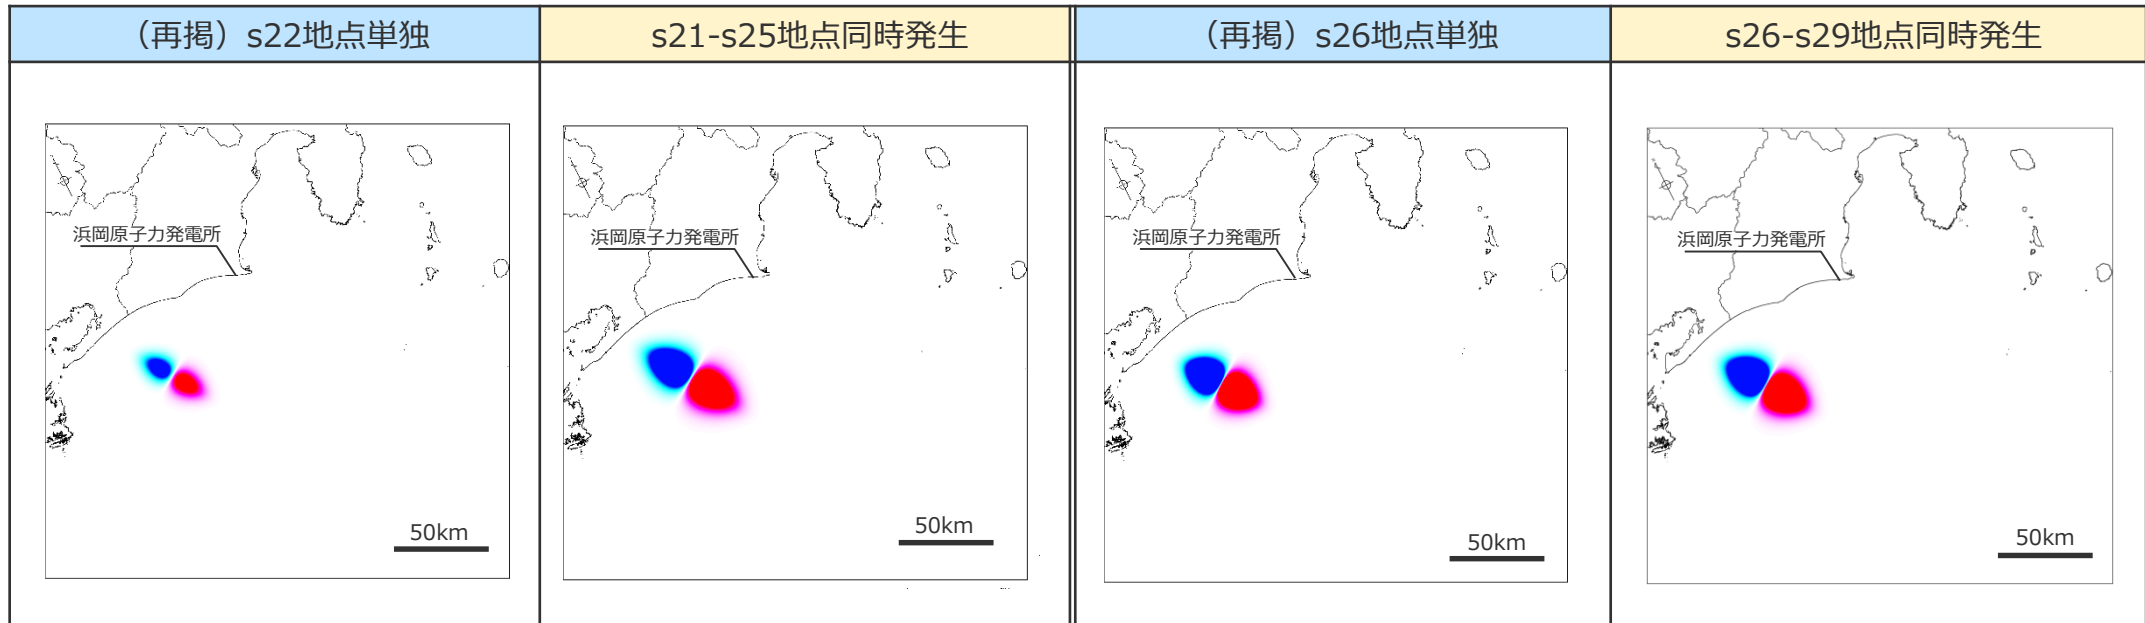 （再掲）s22地点単独
s21-s25地点同時発生
（再掲）s26地点単独
s26-s29地点同時発生
浜岡原子力発電所
50km
浜岡原子力発電所
50km
浜岡原子力発電所
50km
浜岡原子力発電所
50km